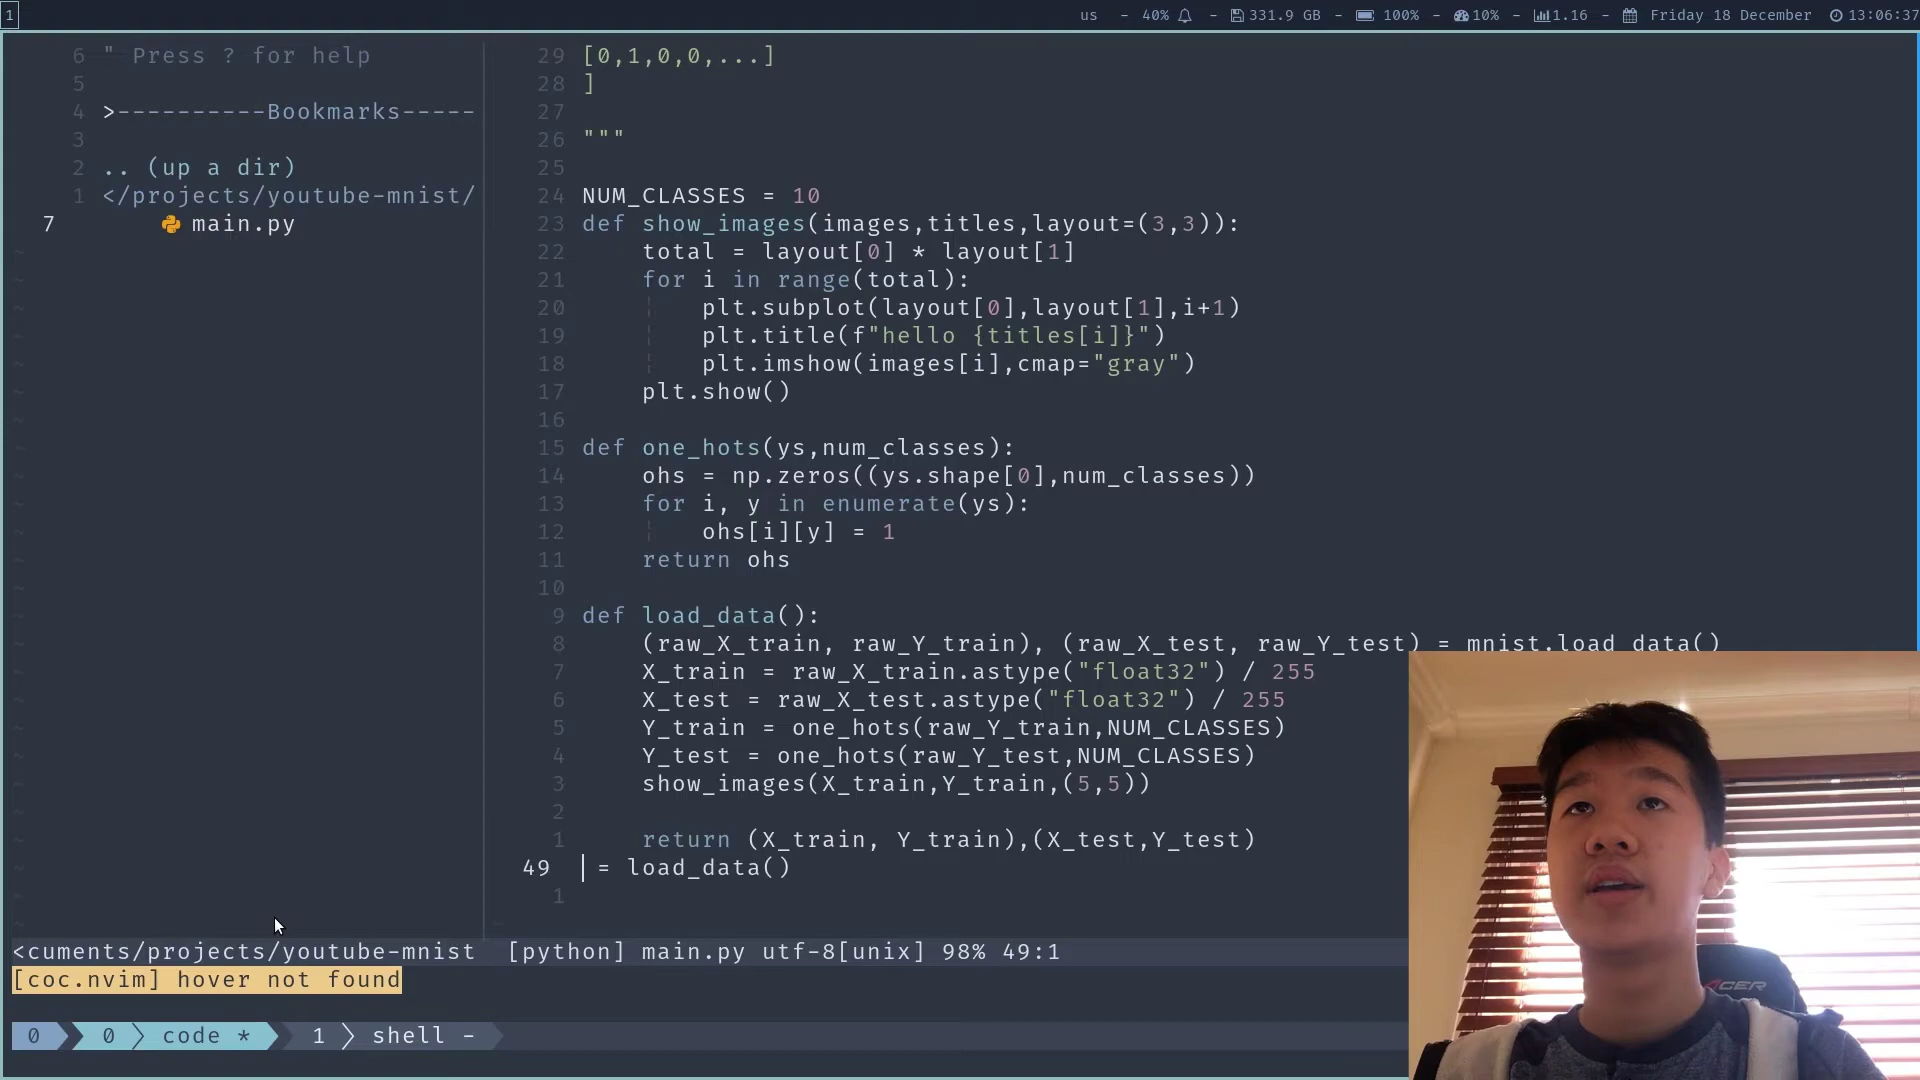 1 us - 40% - 331.9 GB - 100% - 10% - 1.16 - Friday 18 December 13:06:37
6 " Press ? for help
5
4 >----------Bookmarks-----
3
2 .. (up a dir)
1 </projects/youtube-mnist/
7 main.py
29 [0,1,0,0,...]
28 ]
27
26 """
25
24 NUM_CLASSES = 10
23 def show_images(images,titles,layout=(3,3)):
22 total = layout[0] * layout[1]
21 for i in range(total):
20 plt.subplot(layout[0],layout[1],i+1)
19 plt.title(f"hello {titles[i]}")
18 plt.imshow(images[i],cmap="gray")
17 plt.show()
16
15 def one_hots(ys,num_classes):
14 ohs = np.zeros((ys.shape[0],num_classes))
13 for i, y in enumerate(ys):
12 ohs[i][y] = 1
11 return ohs
10
9 def load_data():
8 (raw_X_train, raw_Y_train), (raw_X_test, raw_Y_test) = mnist.load_data()
7 X_train = raw_X_train.astype("float32") / 255
6 X_test = raw_X_test.astype("float32") / 255
5 Y_train = one_hots(raw_Y_train,NUM_CLASSES)
4 Y_test = one_hots(raw_Y_test,NUM_CLASSES)
3 show_images(X_train,Y_train,(5,5))
2
1 return (X_train, Y_train),(X_test,Y_test)
49 = load_data()
1
<cuments/projects/youtube-mnist [python] main.py utf-8[unix] 98% 49:1
[coc.nvim] hover not found
0 0 code * 1 shell -